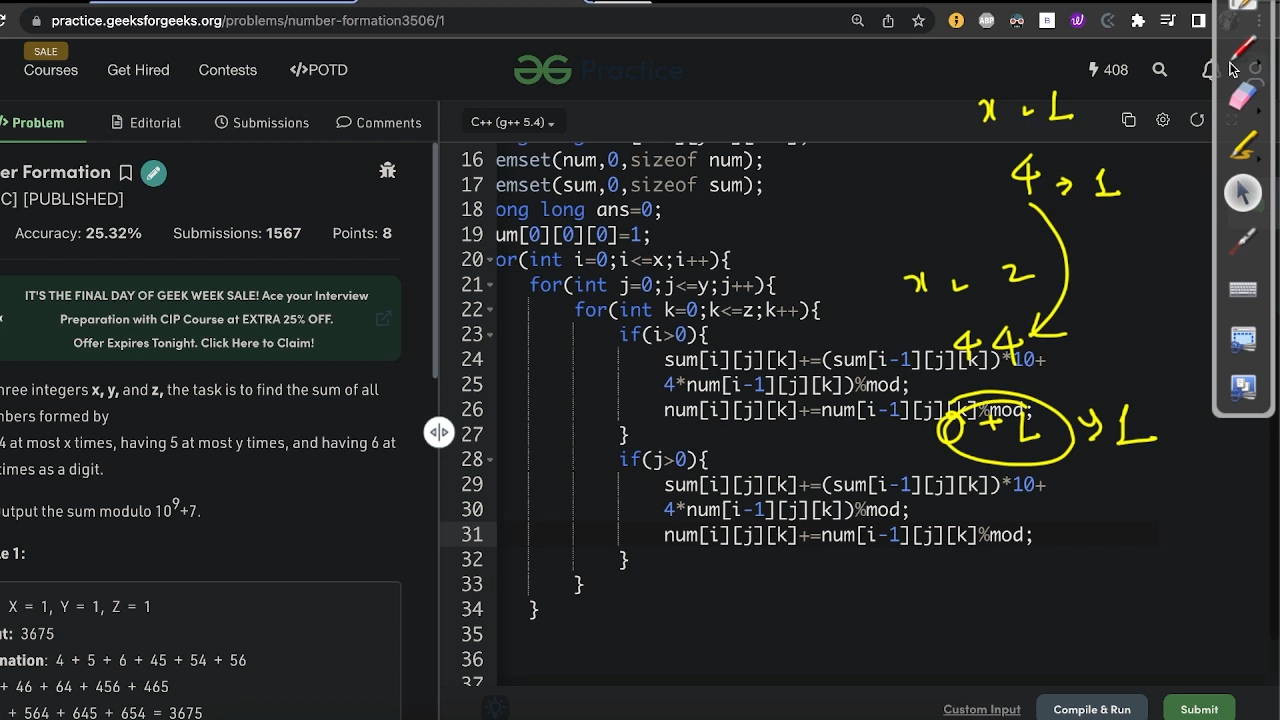 practice.geeksforgeeks.org/problems/number-formation3506/1
SALE
Courses
Get Hired
Contests
</>POTD
Practice
408
Problem
Editorial
Submissions
Comments
C++ (g++ 5.4)
er Formation
C] [PUBLISHED]
Accuracy: 25.32%
Submissions: 1567
Points: 8
IT'S THE FINAL DAY OF GEEK WEEK SALE! Ace your Interview
Preparation with CIP Course at EXTRA 25% OFF.
Offer Expires Tonight. Click Here to Claim!
hree integers x, y, and z, the task is to find the sum of all
mbers formed by
4 at most x times, having 5 at most y times, and having 6 at
times as a digit.
utput the sum modulo 10^9+7.
le 1:
X = 1, Y = 1, Z = 1
ut: 3675
nation: 4 + 5 + 6 + 45 + 54 + 56
+ 46 + 64 + 456 + 465
+ 564 + 645 + 654 = 3675
16 emset(num,0,sizeof num);
17 emset(sum,0,sizeof sum);
18 ong long ans=0;
19 um[0][0][0]=1;
20 or(int i=0;i<=x;i++){
21 for(int j=0;j<=y;j++){
22 for(int k=0;k<=z;k++){
23 if(i>0){
24 sum[i][j][k]+=(sum[i-1][j][k])*10+
25 4*num[i-1][j][k])%mod;
26 num[i][j][k]+=num[i-1][j][k]%mod;
27 }
28 if(j>0){
29 sum[i][j][k]+=(sum[i-1][j][k])*10+
30 4*num[i-1][j][k])%mod;
31 num[i][j][k]+=num[i-1][j][k]%mod;
32 }
33 }
34 }
35
36
37
4 → 1
2
44
Custom Input
Compile & Run
Submit